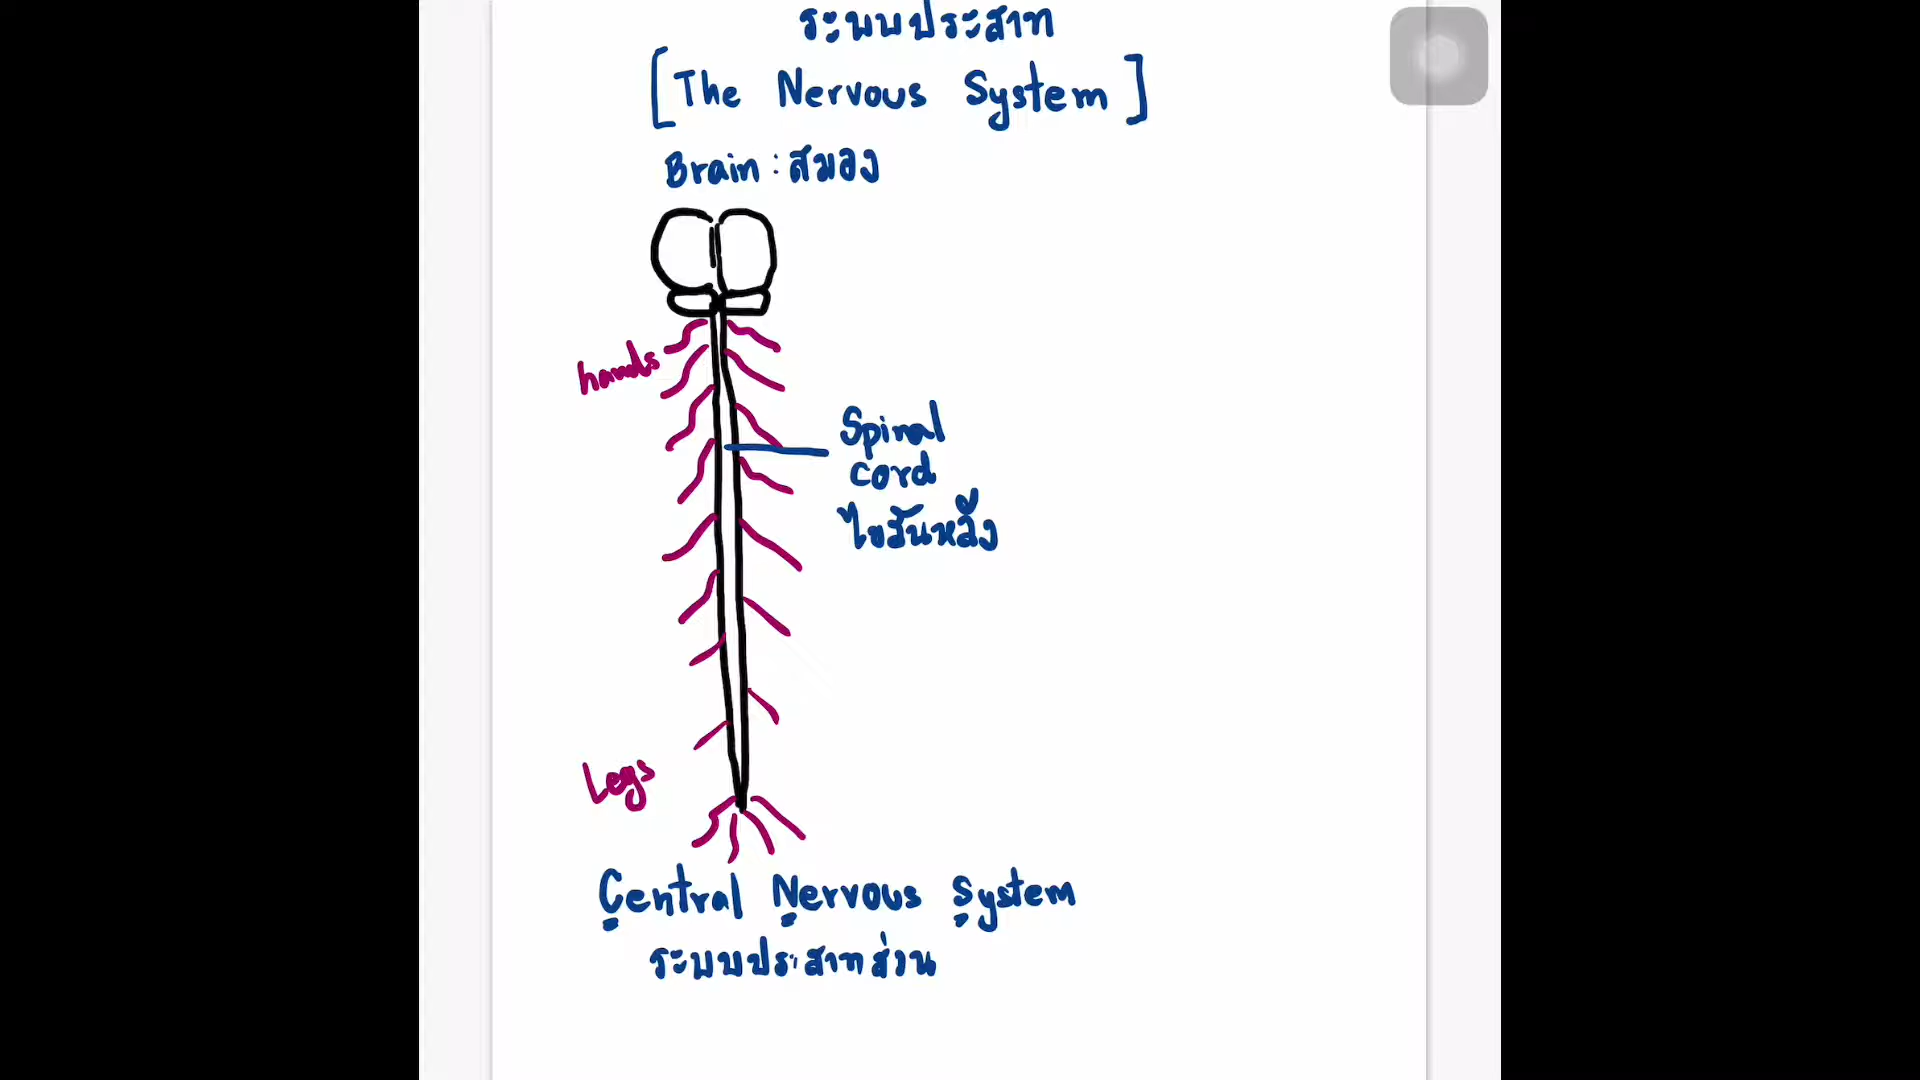 ระบบประสาท
[The Nervous System]
Brain : สมอง
hands
Spinal
cord
ไขสันหลัง
Legs
Central Nervous System
ระบบประสาทส่วน